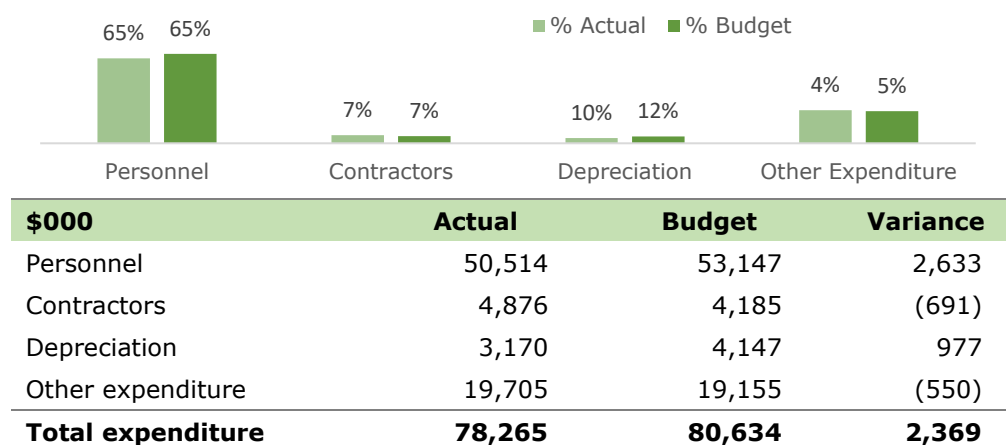 % Actual % Budget
65% 65% 7% 7% 10% 12% 4% 5%
Personnel Contractors Depreciation Other Expenditure
$000 Actual Budget Variance
Personnel 50,514 53,147 2,633
Contractors 4,876 4,185 (691)
Depreciation 3,170 4,147 977
Other expenditure 19,705 19,155 (550)
Total expenditure 78,265 80,634 2,369